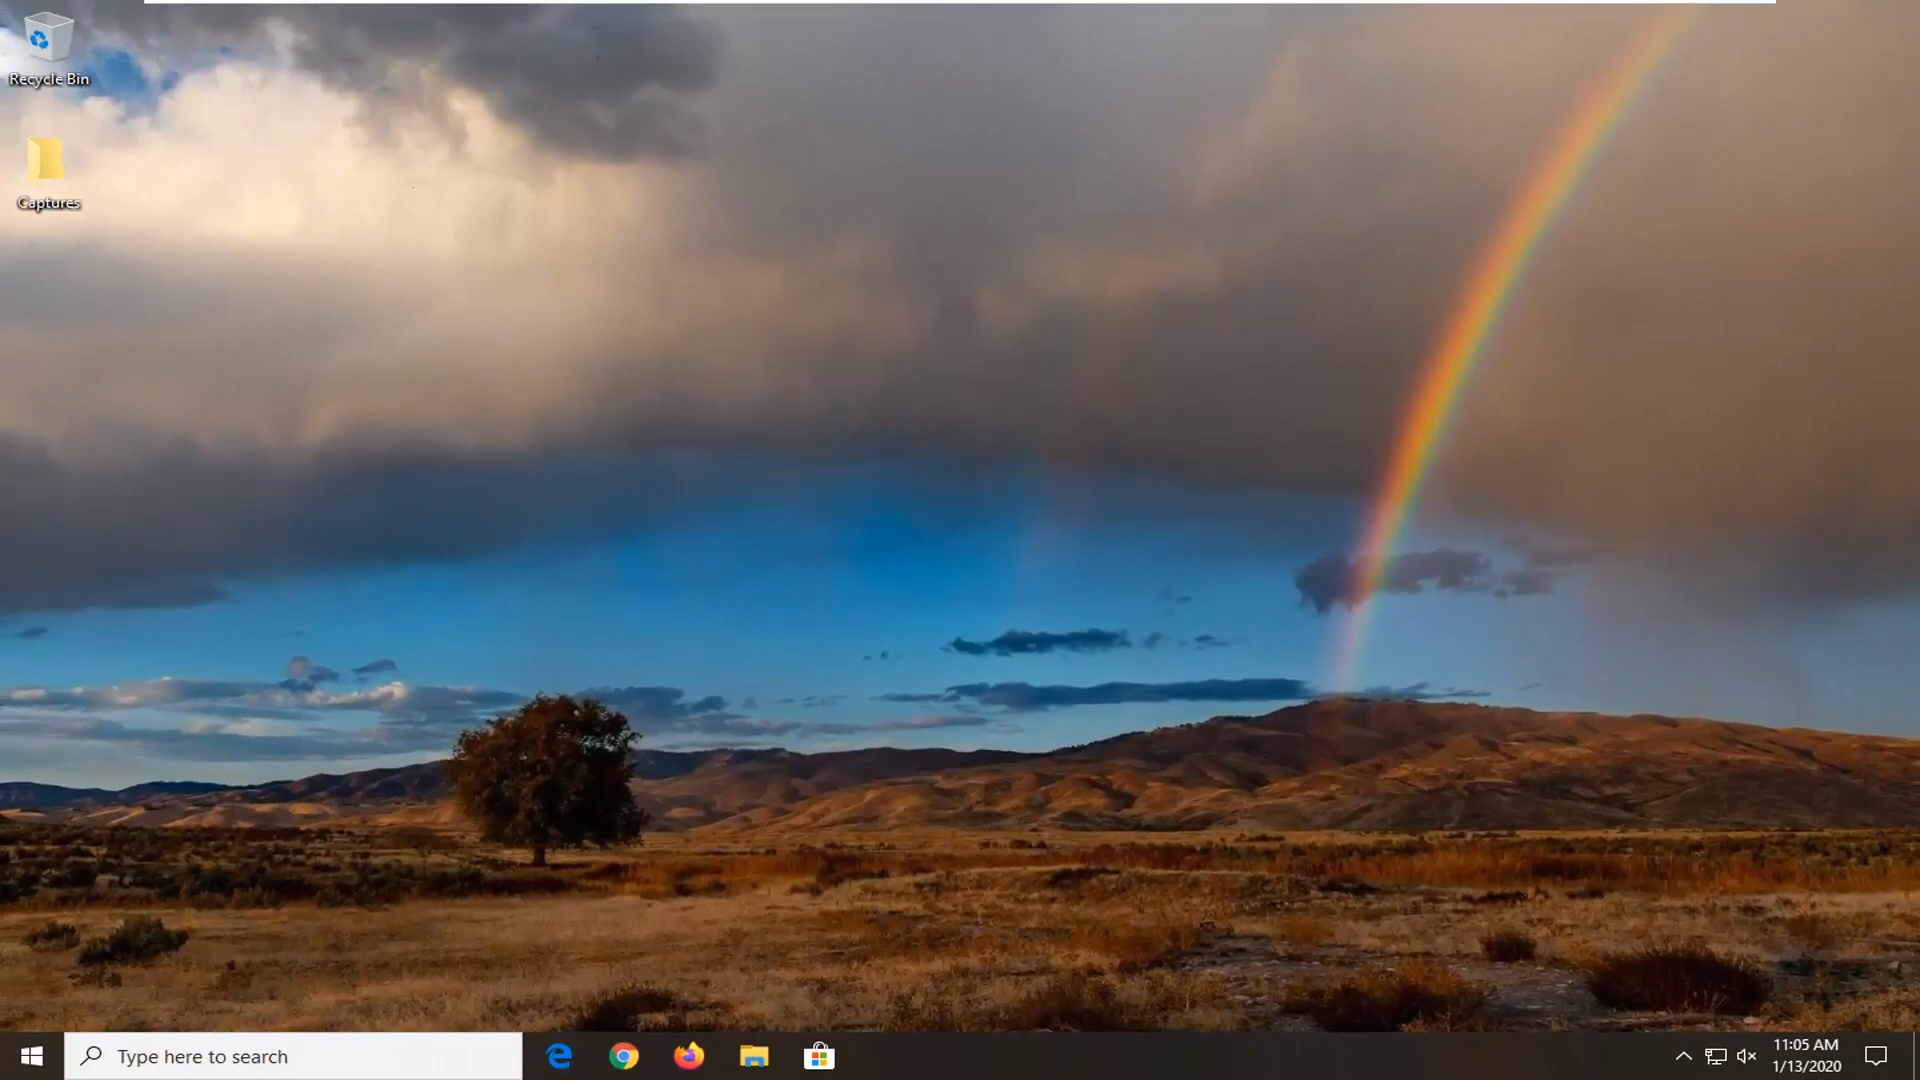 Recycle Bin
Captures
Type here to search
11:05 AM
1/13/2020